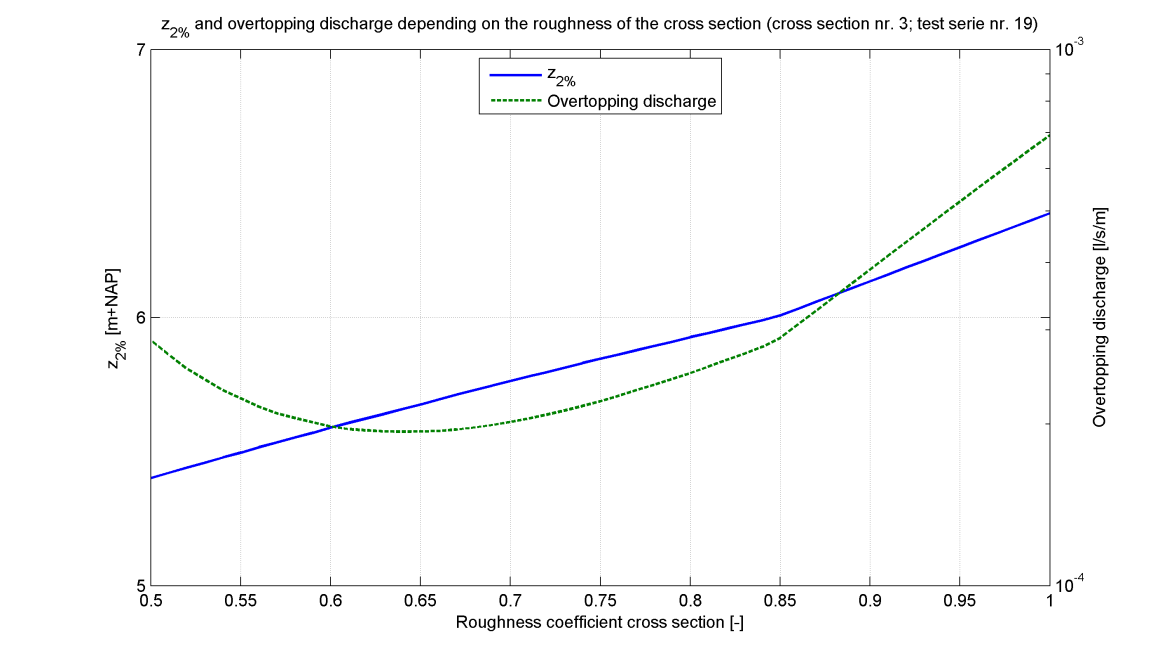 z2% and overtopping discharge depending on the roughness of the cross section (cross section nr. 3; test serie nr. 19)
z2%
Overtopping discharge
7
6
5
z2% [m+NAP]
10-3
10-4
Overtopping discharge [l/s/m]
0.5 0.55 0.6 0.65 0.7 0.75 0.8 0.85 0.9 0.95 1
Roughness coefficient cross section [-]